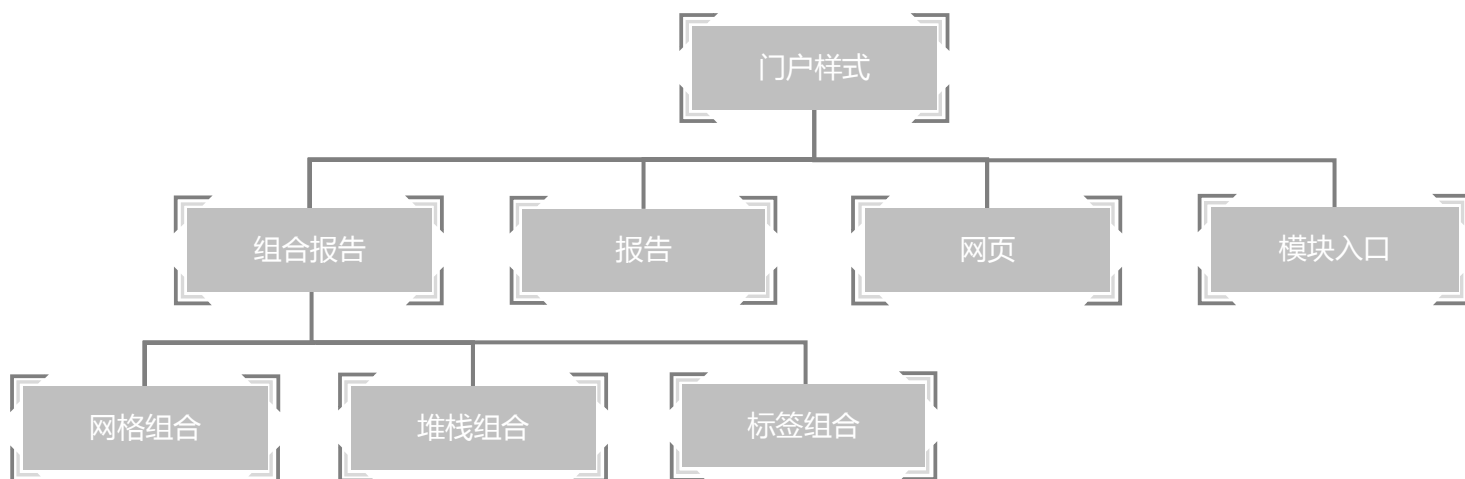 门户样式
组合报告
报告
网页
模块入口
网格组合
堆栈组合
标签组合